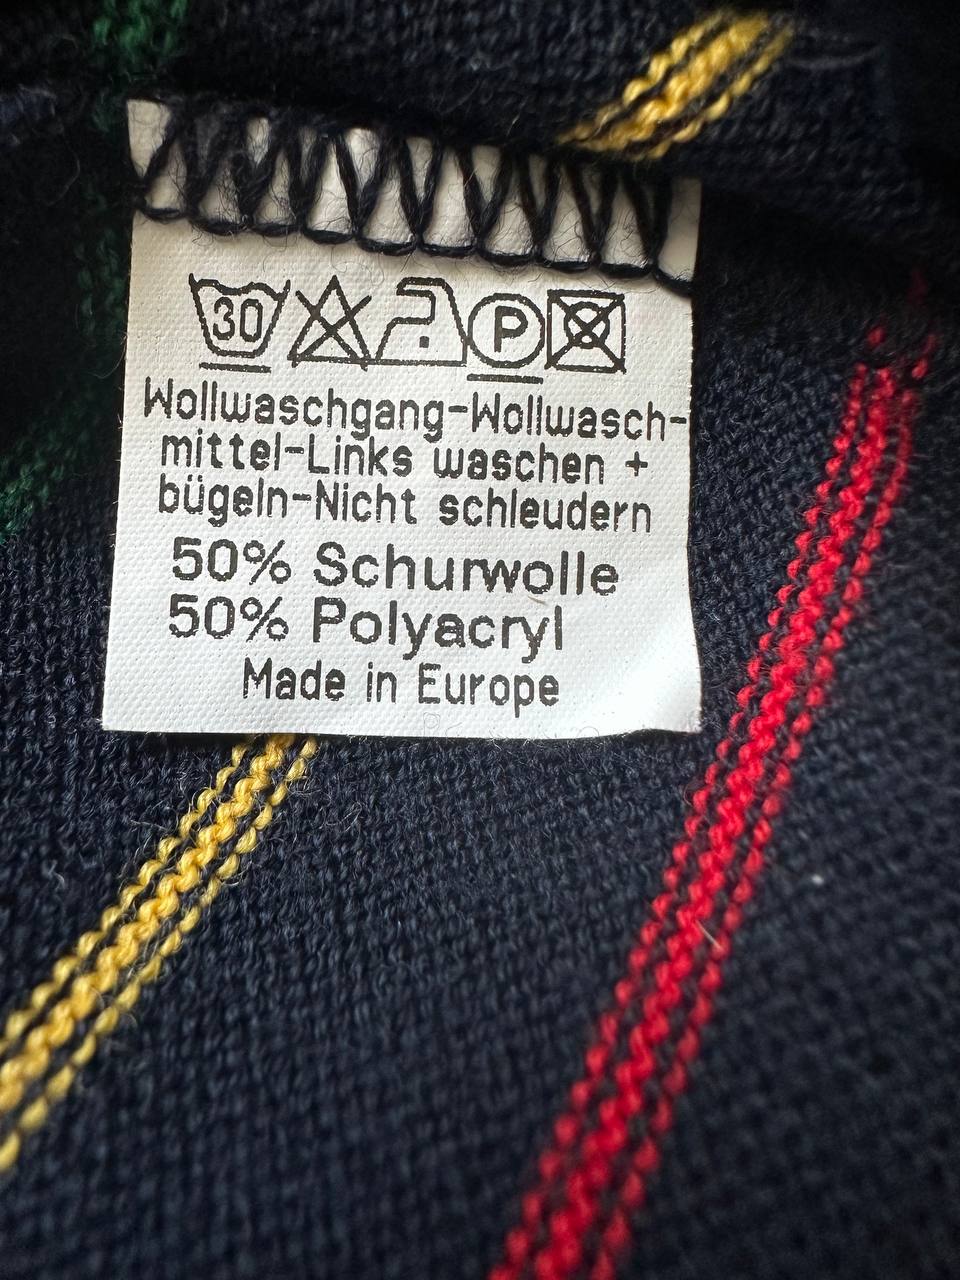 30 P
Wollwaschgang-Wollwasch-
mittel-Links waschen +
bügeln-Nicht schleudern
50% Schurwolle
50% Polyacryl
Made in Europe